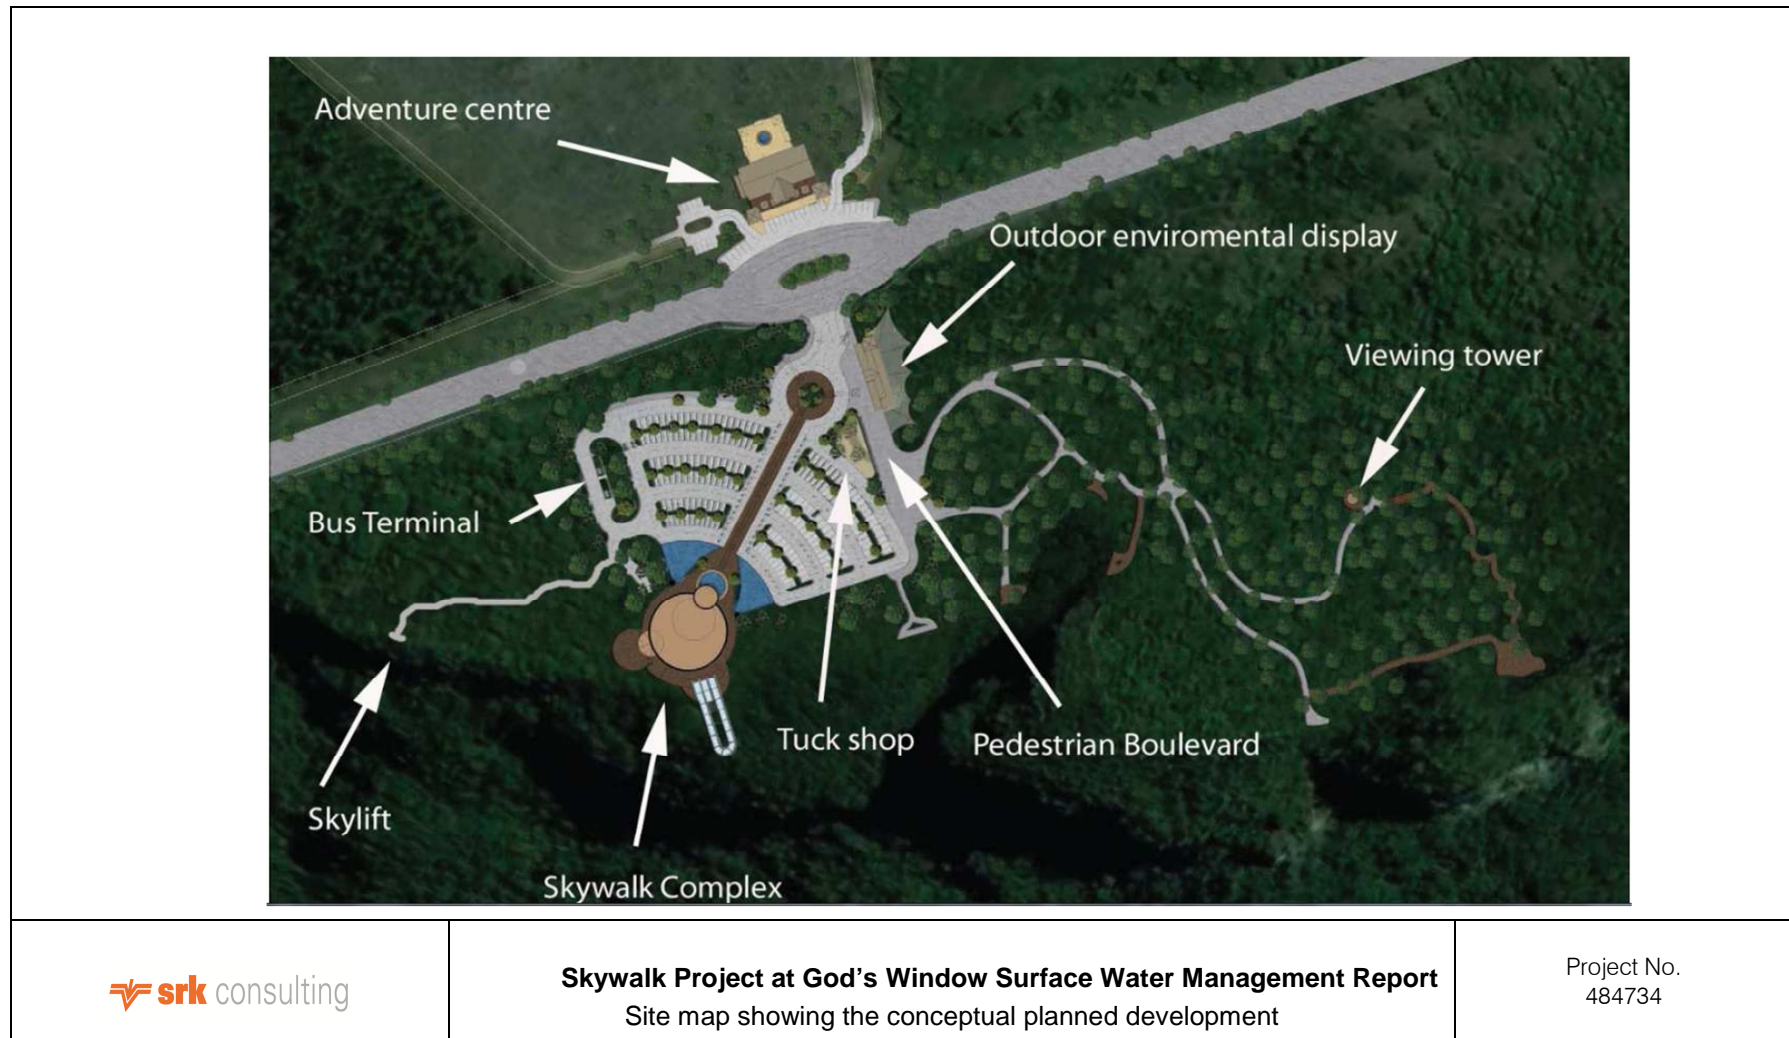 Adventure centre
Outdoor enviromental display
Viewing tower
Bus Terminal
Tuck shop
Pedestrian Boulevard
Skylift
Skywalk Complex
srk consulting
Skywalk Project at God's Window Surface Water Management Report
Site map showing the conceptual planned development
Project No.
484734